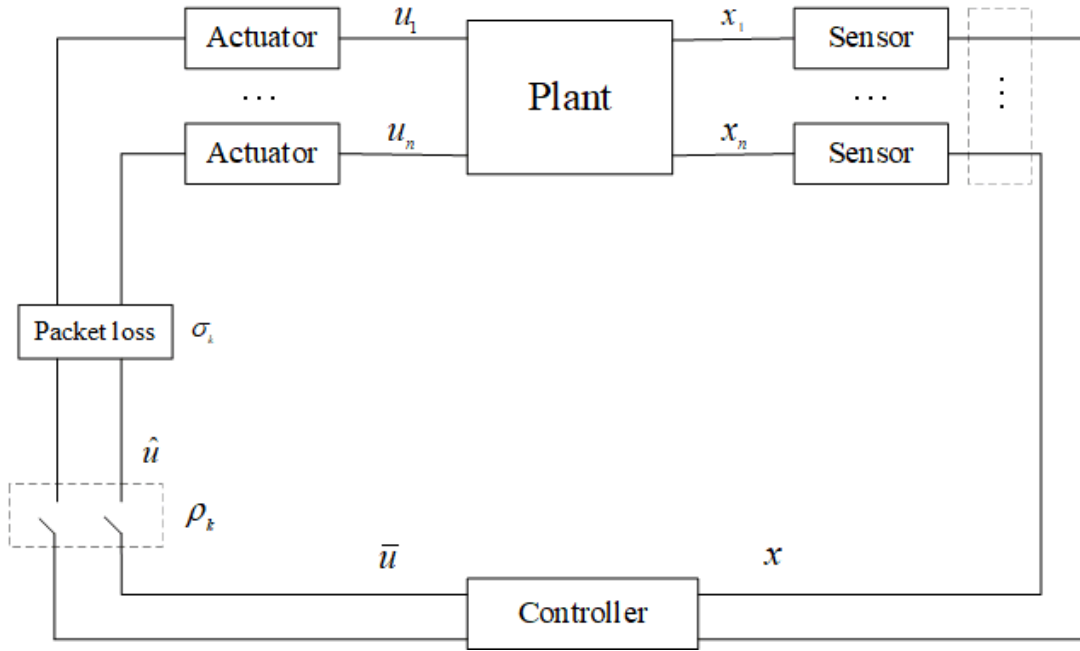 Actuator u₁ Plant x₁ Sensor
... ...
Actuator uₙ xₙ Sensor
Packet loss σₖ
û
ρₖ
ū x
Controller